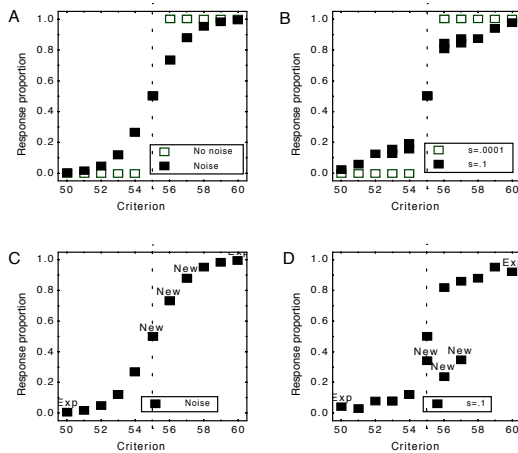 A
Response proportion
1.0
0.8
0.6
0.4
0.2
0.0
No noise
Noise
50 52 54 56 58 60
Criterion
B
Response proportion
1.0
0.8
0.6
0.4
0.2
0.0
s=.0001
s=.1
50 52 54 56 58 60
Criterion
C
Response proportion
1.0
0.8
0.6
0.4
0.2
0.0
Exp
New
New
New
Exp
Noise
50 52 54 56 58 60
Criterion
D
Response proportion
1.0
0.8
0.6
0.4
0.2
0.0
Exp
New
New
New
Exp
s=.1
50 52 54 56 58 60
Criterion